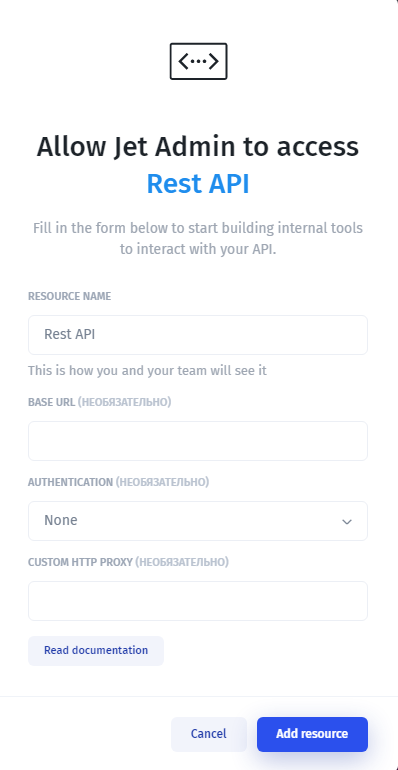 Allow Jet Admin to access
Rest API
Fill in the form below to start building internal tools
to interact with your API.
RESOURCE NAME
Rest API
This is how you and your team will see it
BASE URL (НЕОБЯЗАТЕЛЬНО)
AUTHENTICATION (НЕОБЯЗАТЕЛЬНО)
None
CUSTOM HTTP PROXY (НЕОБЯЗАТЕЛЬНО)
Read documentation
Cancel
Add resource